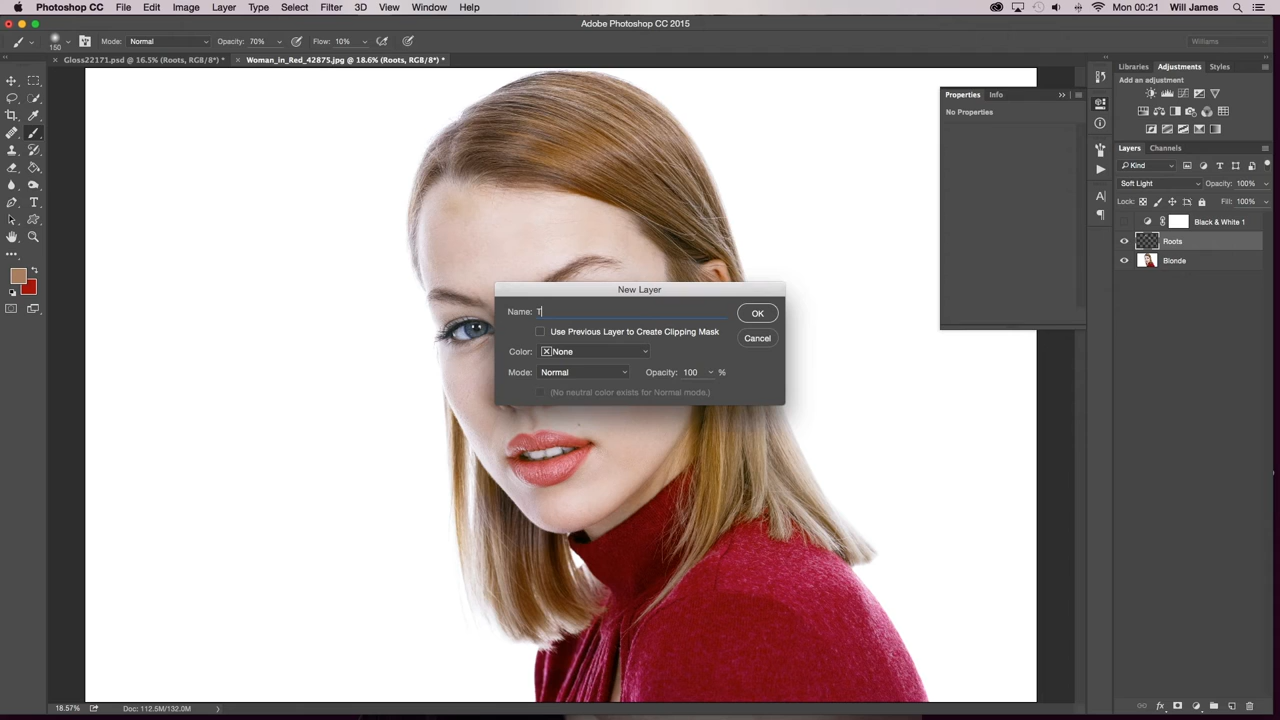 Photoshop CC File Edit Image Layer Type Select Filter 3D View Window Help Mon 00:21 Will James
Adobe Photoshop CC 2015
150 Mode: Normal Opacity: 70% Flow: 10% Williams
Gloss22171.psd @ 16.5% (Roots, RGB/8*) * Woman_in_Red_42875.jpg @ 18.6% (Roots, RGB/8*) *
Libraries Adjustments Styles
Add an adjustment
Properties Info
No Properties
Layers Channels
Kind
Soft Light Opacity: 100%
Lock: Fill: 100%
Black & White 1
Roots
Blonde
New Layer
Name: T
OK
Use Previous Layer to Create Clipping Mask
Cancel
Color: None
Mode: Normal Opacity: 100 %
(No neutral color exists for Normal mode.)
18.57% Doc: 112.5M/132.0M